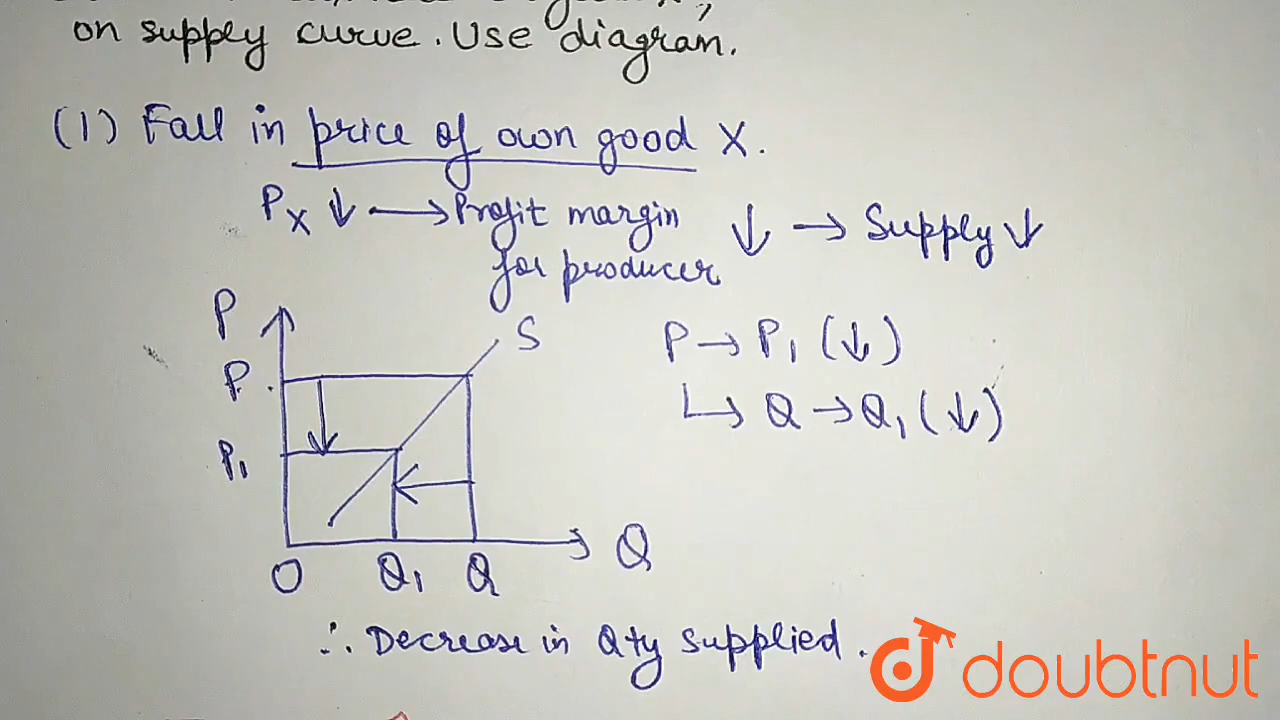 on supply curve. Use diagram.
(1) Fall in price of own good X.
Px ↓ → Profit margin ↓ → Supply ↓
for producer
P
S
P → P₁ (↓)
P
↳ Q → Q₁ (↓)
P₁
Q
O Q₁ Q
∴ Decrease in Qty supplied.
doubtnut